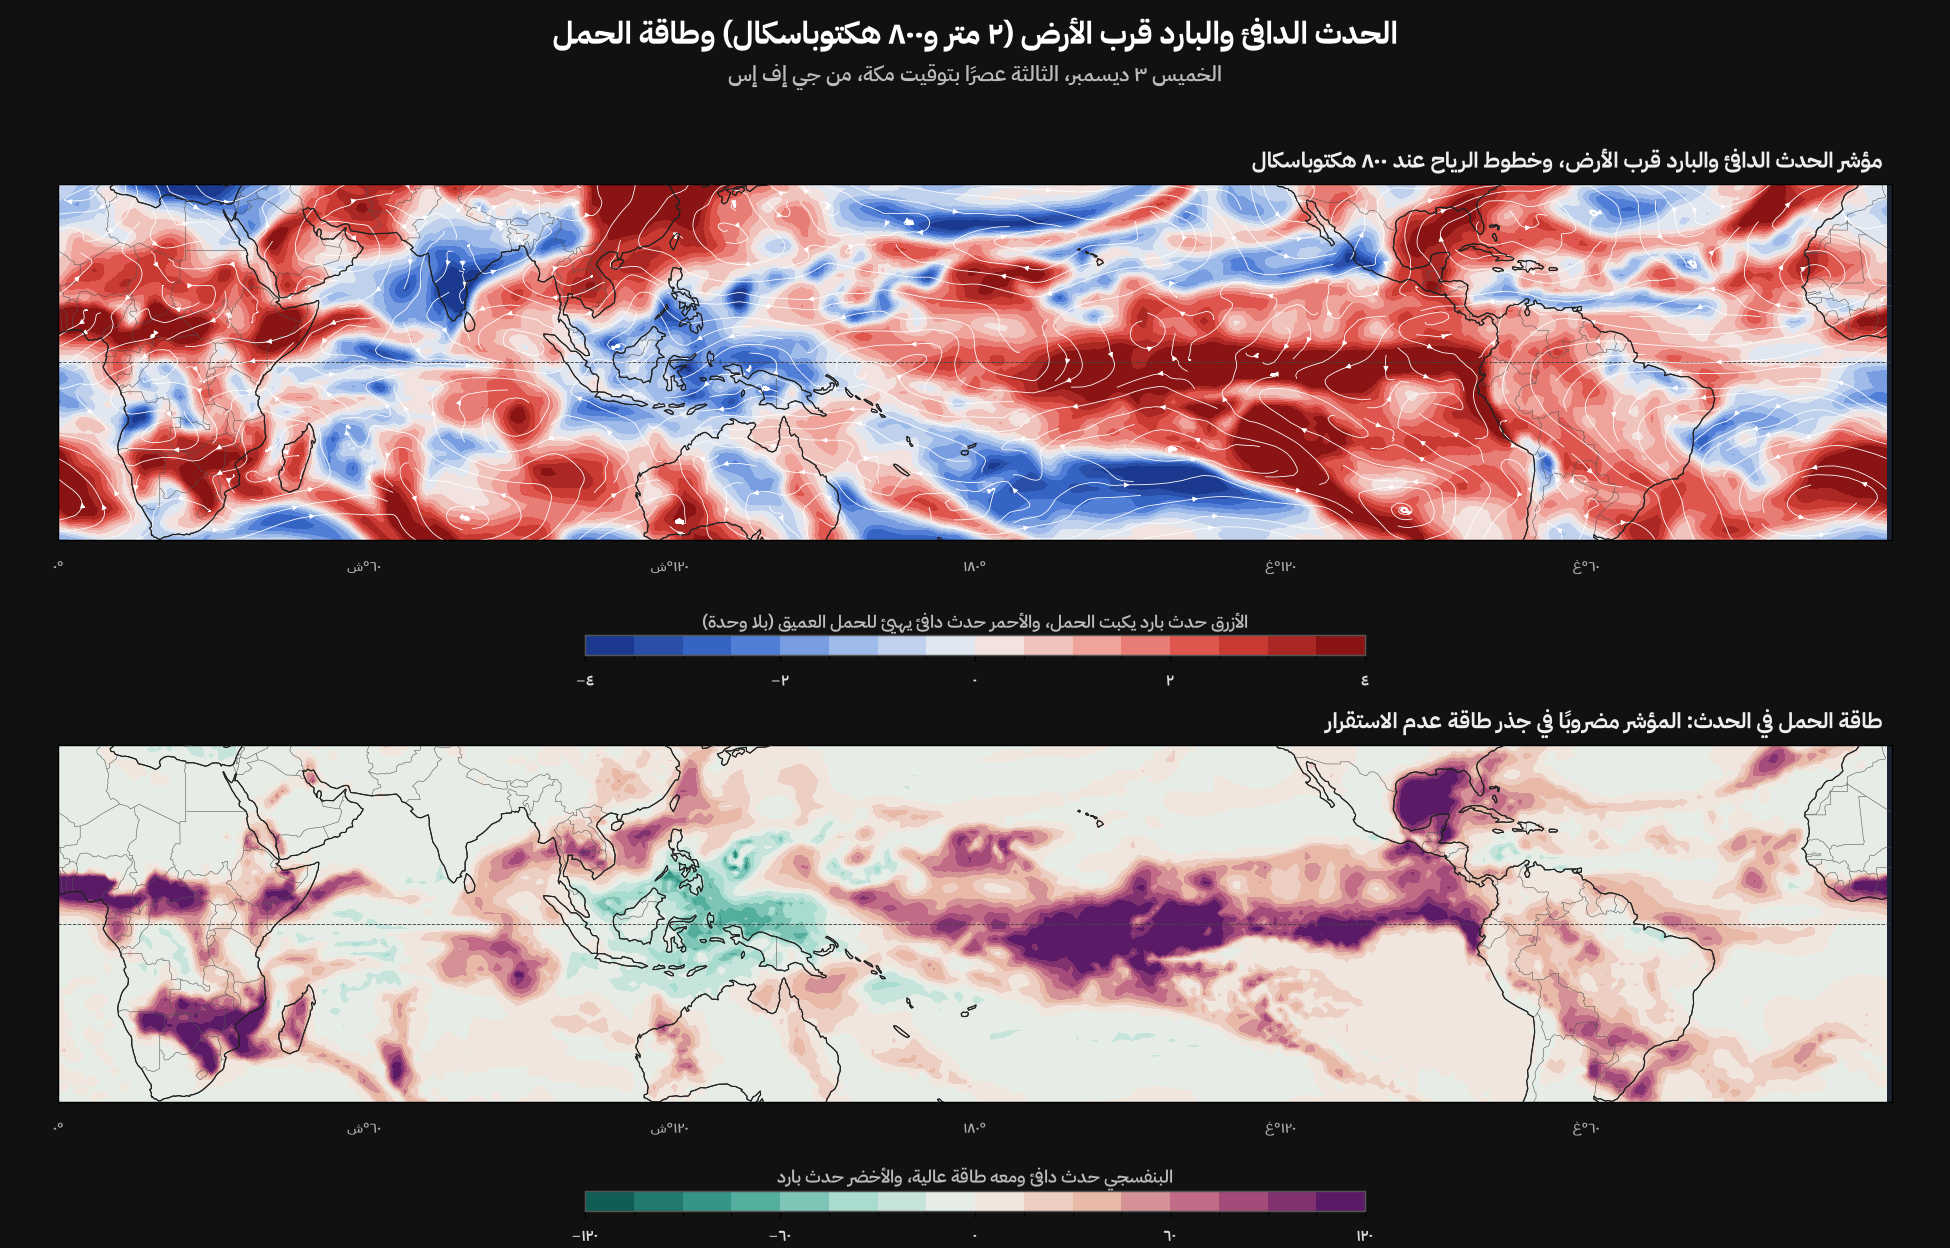 الحدث الدافئ والبارد قرب الأرض (٢ متر و٨٠٠ هكتوباسكال) وطاقة الحمل
الخميس ٣ ديسمبر، الثالثة عصرًا بتوقيت مكة، من جي إف إس
مؤشر الحدث الدافئ والبارد قرب الأرض، وخطوط الرياح عند ٨٠٠ هكتوباسكال
٠° ٦٠°ش ١٢٠°ش ١٨٠° ١٢٠°غ ٦٠°غ
الأزرق حدث بارد يكبت الحمل، والأحمر حدث دافئ يهيئ للحمل العميق (بلا وحدة)
−٤ −٢ ٠ ٢ ٤
طاقة الحمل في الحدث: المؤشر مضروبًا في جذر طاقة عدم الاستقرار
٠° ٦٠°ش ١٢٠°ش ١٨٠° ١٢٠°غ ٦٠°غ
البنفسجي حدث دافئ ومعه طاقة عالية، والأخضر حدث بارد
−١٢٠ −٦٠ ٠ ٦٠ ١٢٠